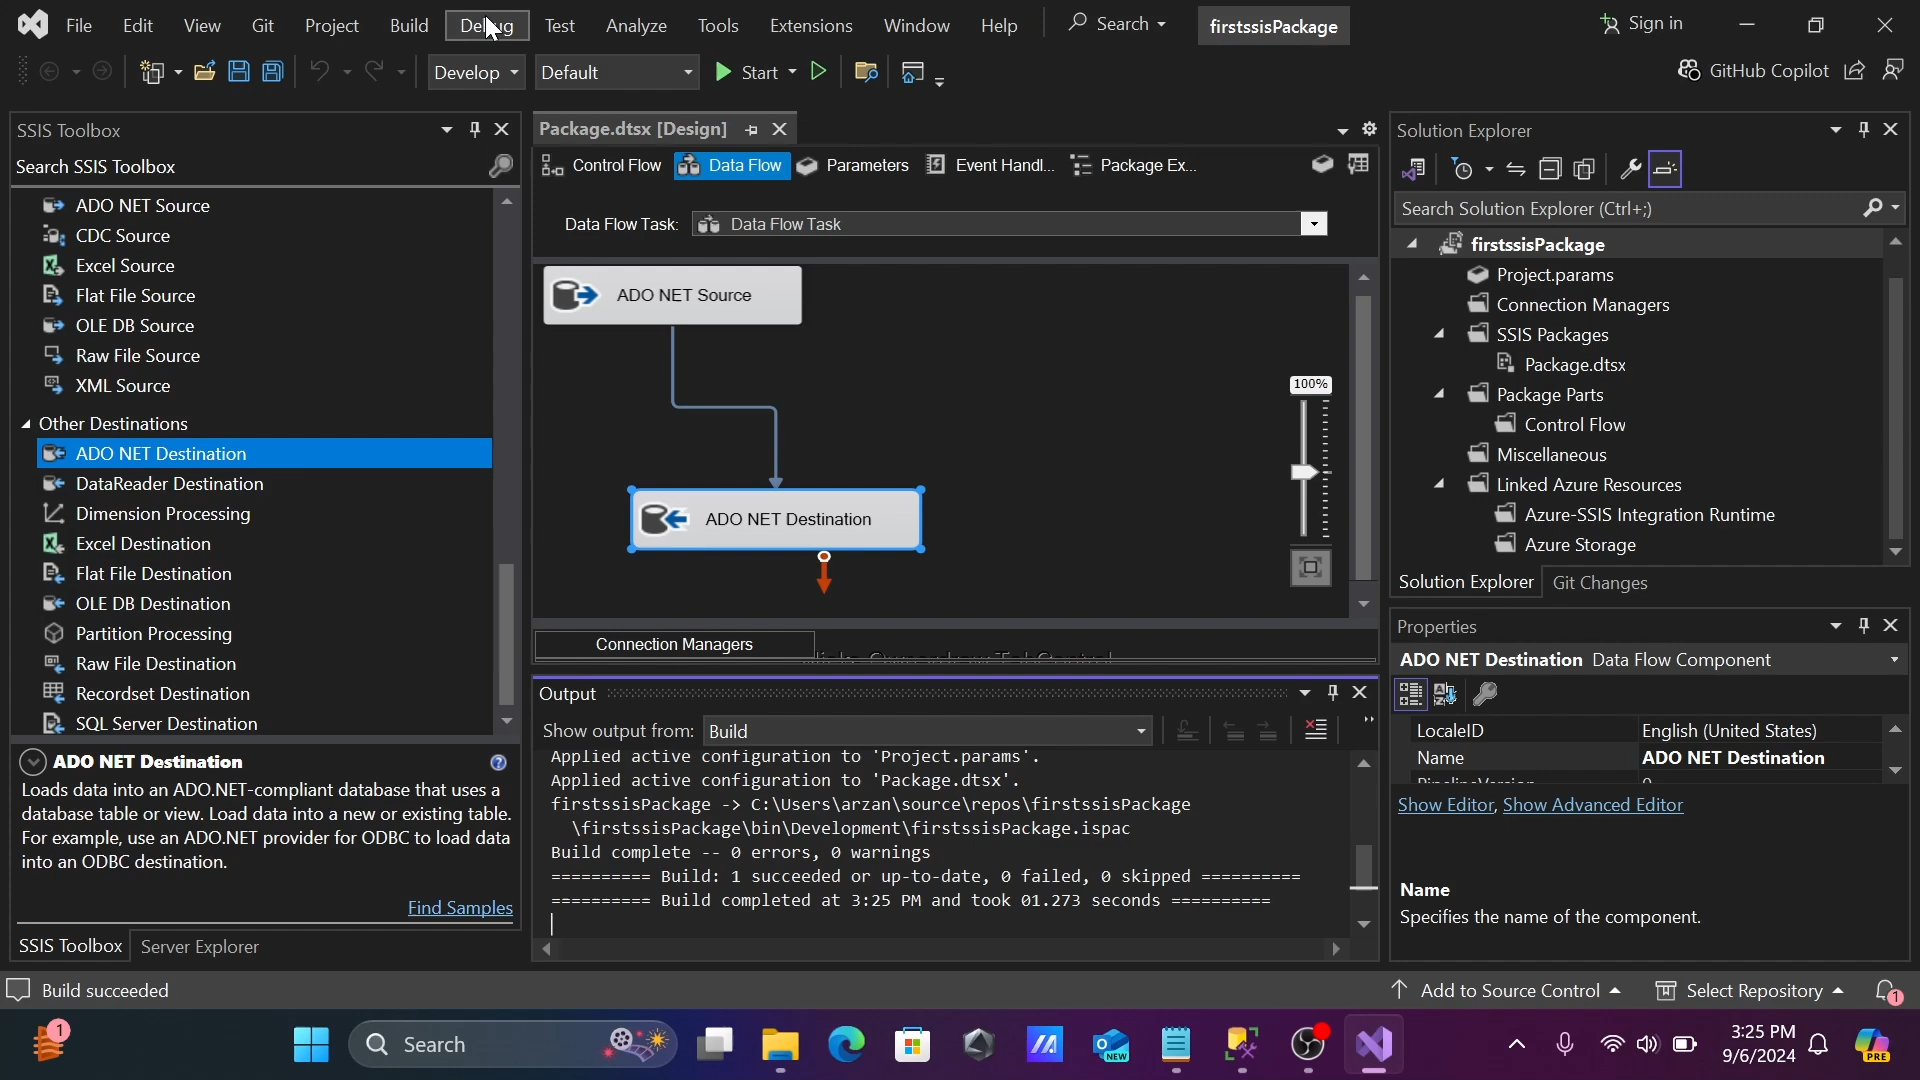 File Edit View Git Project Build Debug Test Analyze Tools Extensions Window Help Search firstssisPackage Sign in
Develop Default Start GitHub Copilot
SSIS Toolbox
Search SSIS Toolbox
ADO NET Source
CDC Source
Excel Source
Flat File Source
OLE DB Source
Raw File Source
XML Source
Other Destinations
ADO NET Destination
DataReader Destination
Dimension Processing
Excel Destination
Flat File Destination
OLE DB Destination
Partition Processing
Raw File Destination
Recordset Destination
SQL Server Destination
ADO NET Destination
Loads data into an ADO.NET-compliant database that uses a
database table or view. Load data into a new or existing table.
For example, use an ADO.NET provider for ODBC to load data
into an ODBC destination.
Find Samples
SSIS Toolbox Server Explorer
Package.dtsx [Design]
Control Flow Data Flow Parameters Event Handl... Package Ex...
Data Flow Task: Data Flow Task
ADO NET Source
100%
ADO NET Destination
Connection Managers
Output
Show output from: Build
Applied active configuration to 'Project.params'.
Applied active configuration to 'Package.dtsx'.
firstssisPackage -> C:\Users\arzan\source\repos\firstssisPackage
\firstssisPackage\bin\Development\firstssisPackage.ispac
Build complete -- 0 errors, 0 warnings
========== Build: 1 succeeded or up-to-date, 0 failed, 0 skipped ==========
========== Build completed at 3:25 PM and took 01.273 seconds ==========
Solution Explorer
Search Solution Explorer (Ctrl+;)
firstssisPackage
Project.params
Connection Managers
SSIS Packages
Package.dtsx
Package Parts
Control Flow
Miscellaneous
Linked Azure Resources
Azure-SSIS Integration Runtime
Azure Storage
Solution Explorer Git Changes
Properties
ADO NET Destination Data Flow Component
LocaleID English (United States)
Name ADO NET Destination
PipelineVersion 0
Show Editor, Show Advanced Editor
Name
Specifies the name of the component.
Build succeeded Add to Source Control Select Repository 1
1 Search NEW 3:25 PM PRE
9/6/2024